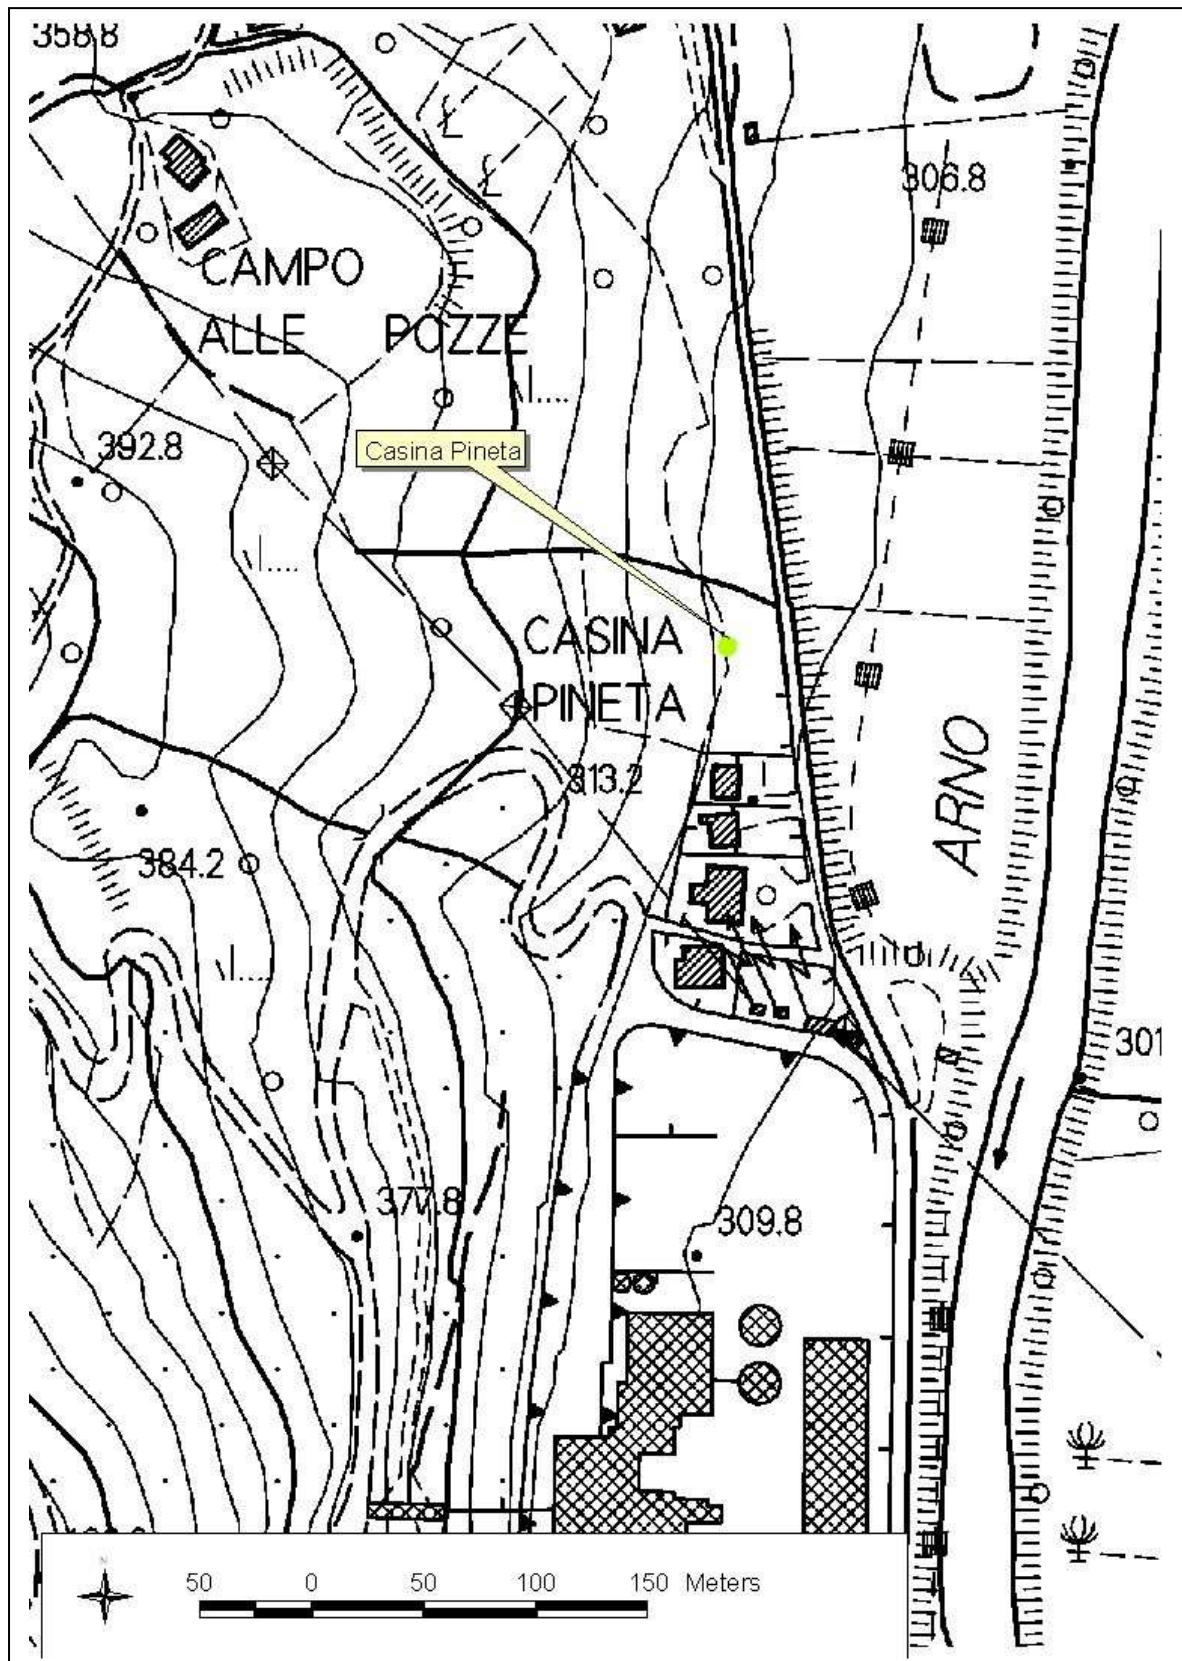 358.8
306.8
CAMPO
ALLE POZZE
392.8
Casina Pineta
CASINA
PINETA
313.2
ARNO
384.2
301
377.8
309.8
N
50 0 50 100 150 Meters